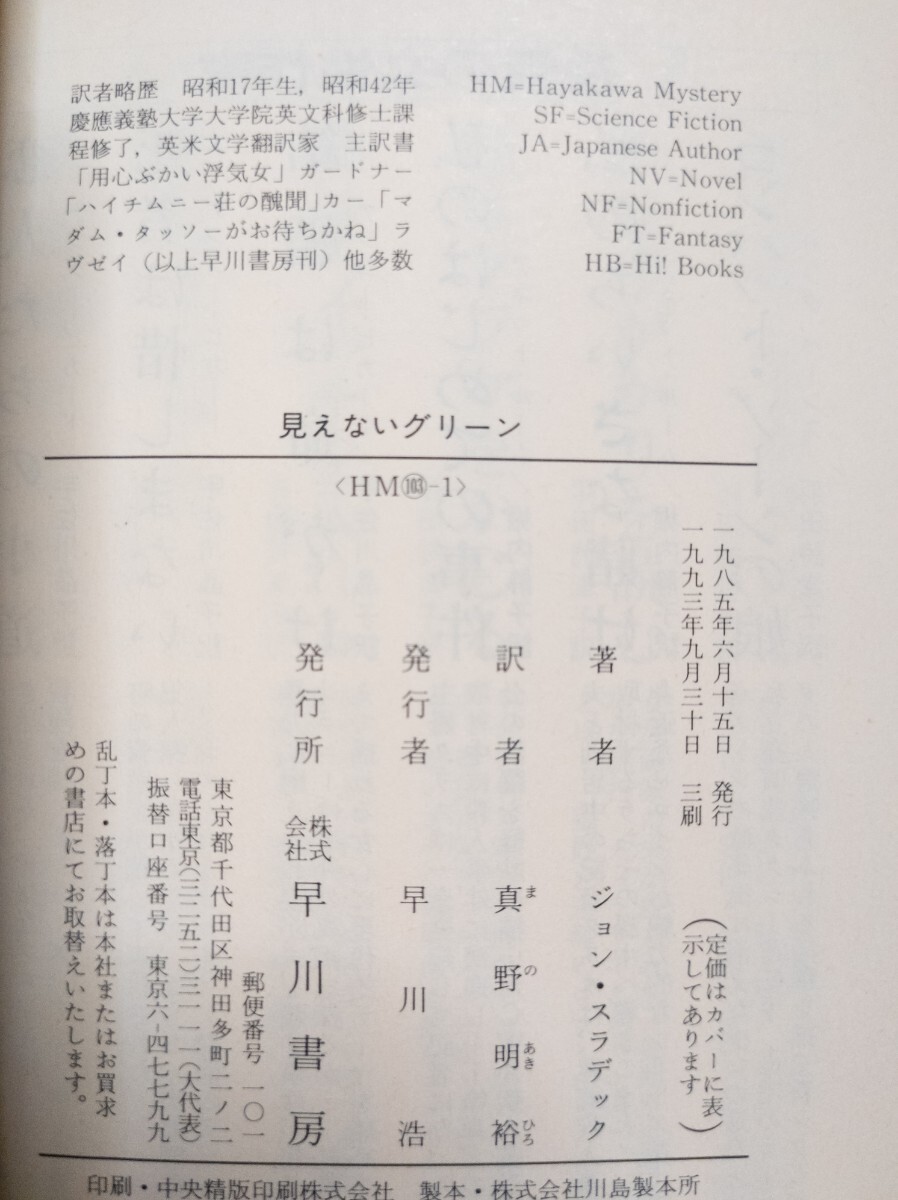 訳者略歴　昭和17年生，昭和42年
慶應義塾大学大学院英文科修士課
程修了，英米文学翻訳家　主訳書
「用心ぶかい浮気女」ガードナー
「ハイチムニー荘の醜聞」カー「マ
ダム・タッソーがお待ちかね」ラ
ヴゼイ（以上早川書房刊）他多数
HM=Hayakawa Mystery
SF=Science Fiction
JA=Japanese Author
NV=Novel
NF=Nonfiction
FT=Fantasy
HB=Hi! Books
見えないグリーン
〈HM103-1〉
一九八五年六月十五日　発行
一九九三年九月三十日　三刷
（定価はカバーに表
示してあります）
著者　ジョン・スラデック
訳者　真野明裕
まのあきひろ
発行者　早川浩
発行所　株式会社　早川書房
郵便番号　一〇一
東京都千代田区神田多町二ノ二
電話東京（三二五二）三一一一（大代表）
振替口座番号　東京六-四七七九九
乱丁本・落丁本は本社またはお買求
めの書店にてお取替えいたします。
印刷・中央精版印刷株式会社　製本・株式会社川島製本所